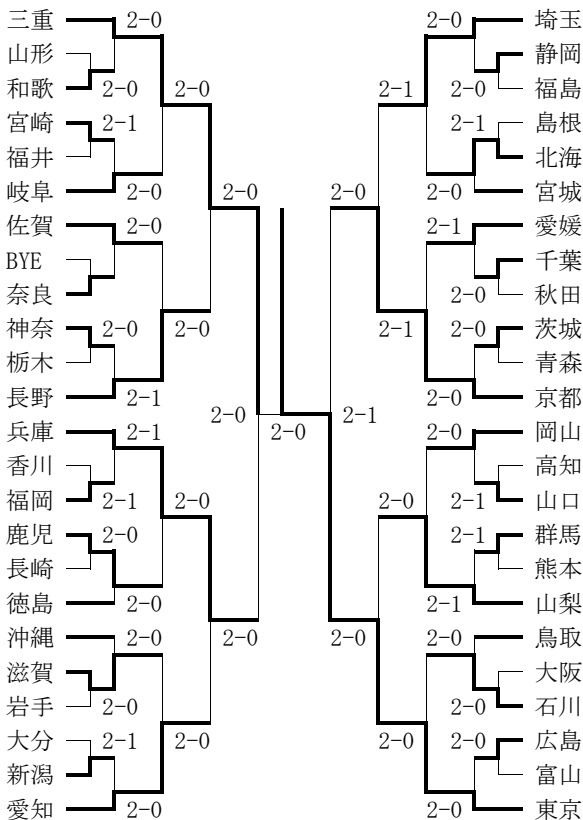 三重 2-0 2-0 埼玉
山形 静岡
和歌 2-0 2-0 2-1 2-0 福島
宮崎 2-1 2-1 島根
福井 北海
岐阜 2-0 2-0 2-0 2-0 宮城
佐賀 2-0 2-1 愛媛
BYE 千葉
奈良 2-0 秋田
神奈 2-0 2-0 2-1 2-0 茨城
栃木 青森
長野 2-1 2-0 京都
兵庫 2-1 2-0 2-0 2-1 2-0 岡山
香川 高知
福岡 2-1 2-0 2-0 2-1 山口
鹿児 2-0 2-1 群馬
長崎 熊本
徳島 2-0 2-1 山梨
沖縄 2-0 2-0 2-0 2-0 鳥取
滋賀 大阪
岩手 2-0 2-0 石川
大分 2-1 2-0 2-0 2-0 広島
新潟 富山
愛知 2-0 2-0 東京